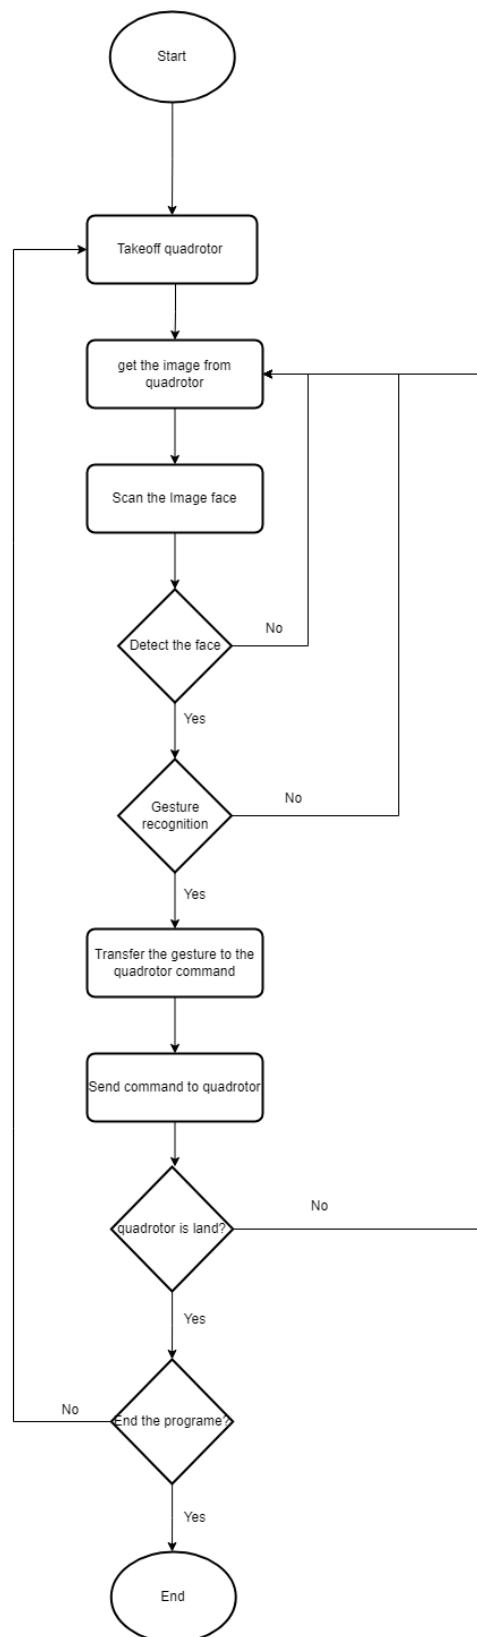 Start
Takeoff quadrotor
get the image from
quadrotor
Scan the Image face
Detect the face
No
Yes
Gesture
recognition
No
Yes
Transfer the gesture to the
quadrotor command
Send command to quadrotor
quadrotor is land?
No
Yes
End the programe?
No
Yes
End